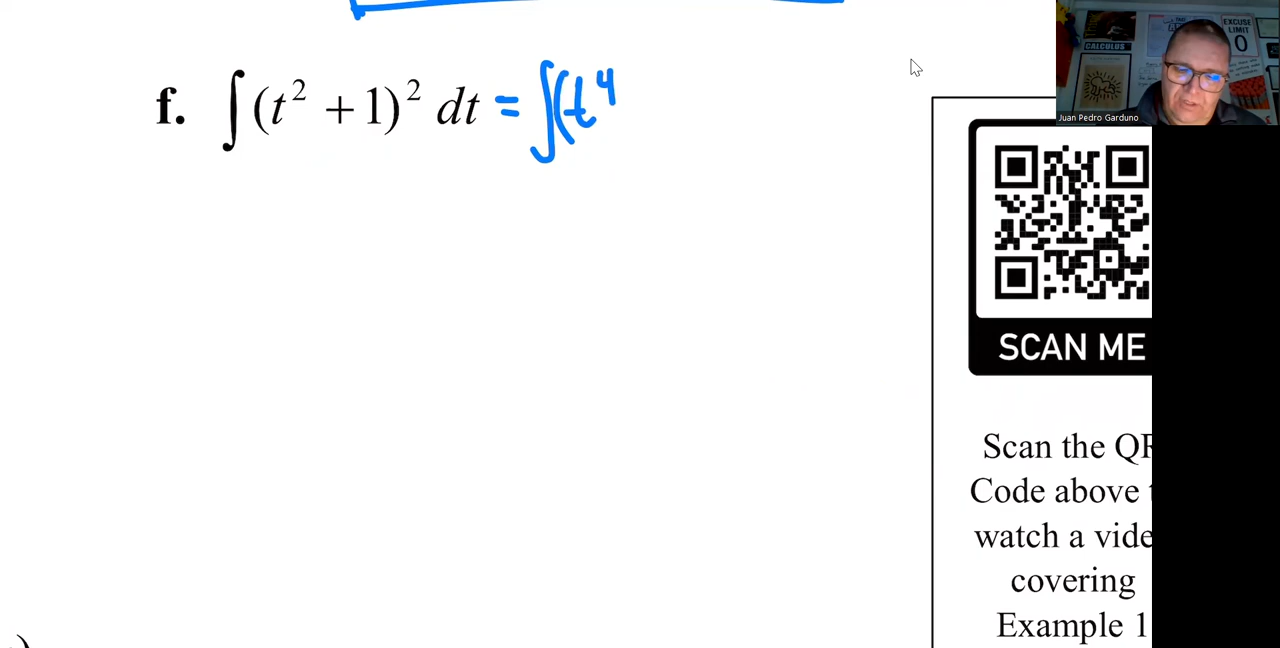 f. ∫(t² + 1)² dt = ∫(t⁴
CALCULUS
EXCUSE
LIMIT
0
Juan Pedro Garduno
SCAN ME
Scan the QR
Code above t
watch a vide
covering
Example 1
)